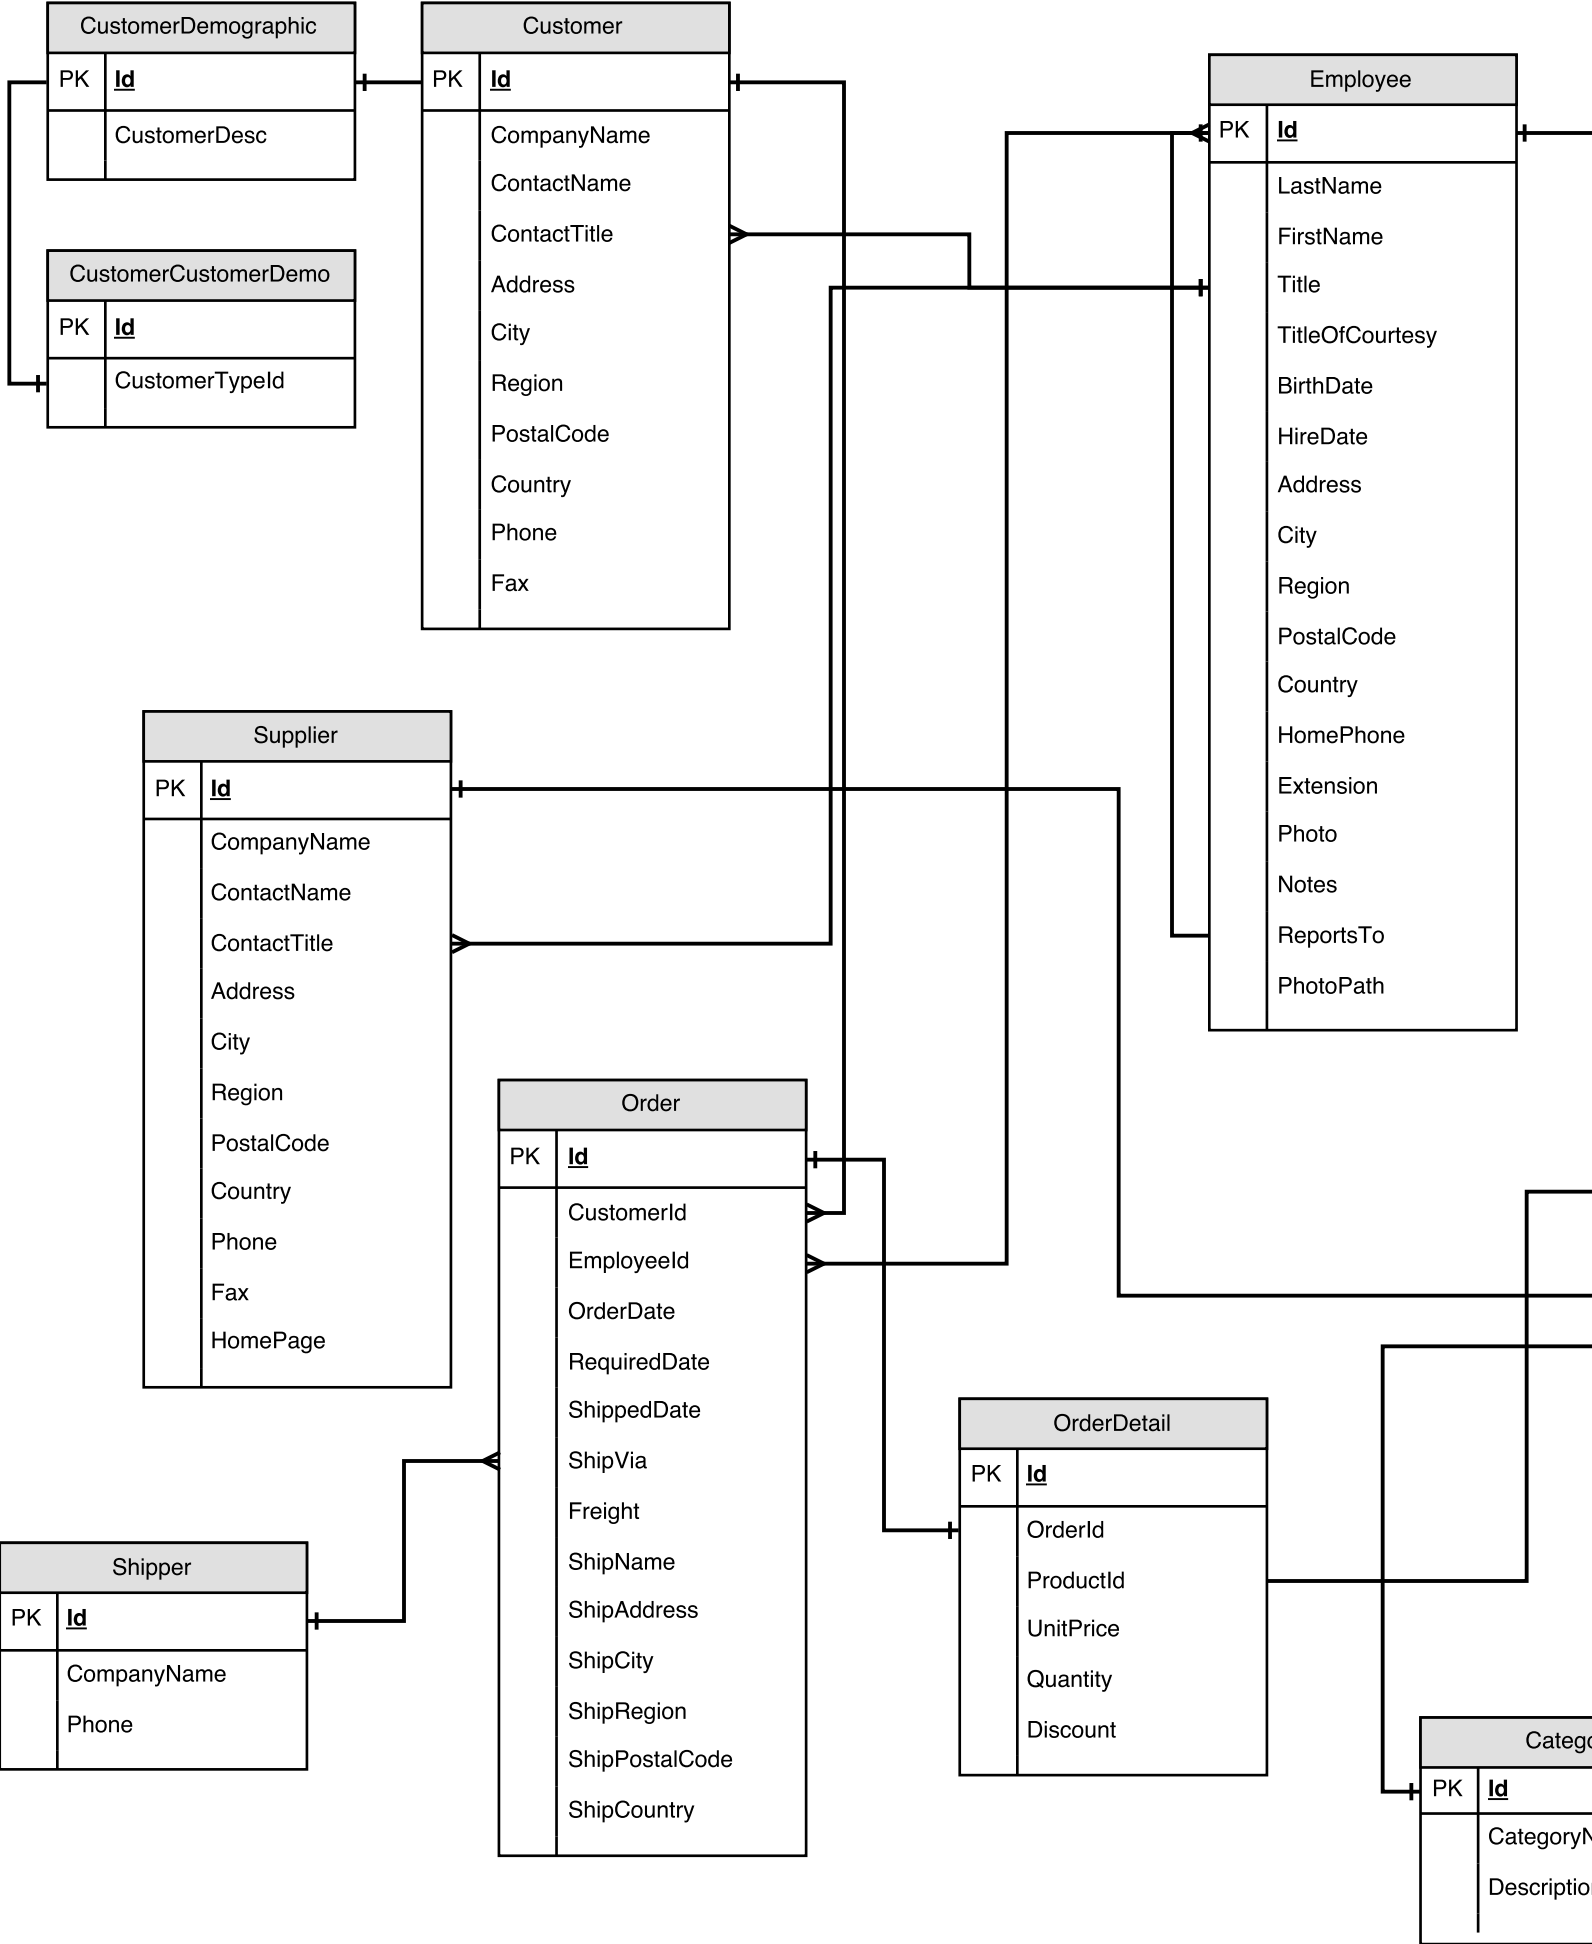 CustomerDemographic
PK Id
CustomerDesc
CustomerCustomerDemo
PK Id
CustomerTypeId
Customer
PK Id
CompanyName
ContactName
ContactTitle
Address
City
Region
PostalCode
Country
Phone
Fax
Employee
PK Id
LastName
FirstName
Title
TitleOfCourtesy
BirthDate
HireDate
Address
City
Region
PostalCode
Country
HomePhone
Extension
Photo
Notes
ReportsTo
PhotoPath
Supplier
PK Id
CompanyName
ContactName
ContactTitle
Address
City
Region
PostalCode
Country
Phone
Fax
HomePage
Order
PK Id
CustomerId
EmployeeId
OrderDate
RequiredDate
ShippedDate
ShipVia
Freight
ShipName
ShipAddress
ShipCity
ShipRegion
ShipPostalCode
ShipCountry
Shipper
PK Id
CompanyName
Phone
OrderDetail
PK Id
OrderId
ProductId
UnitPrice
Quantity
Discount
PK Id